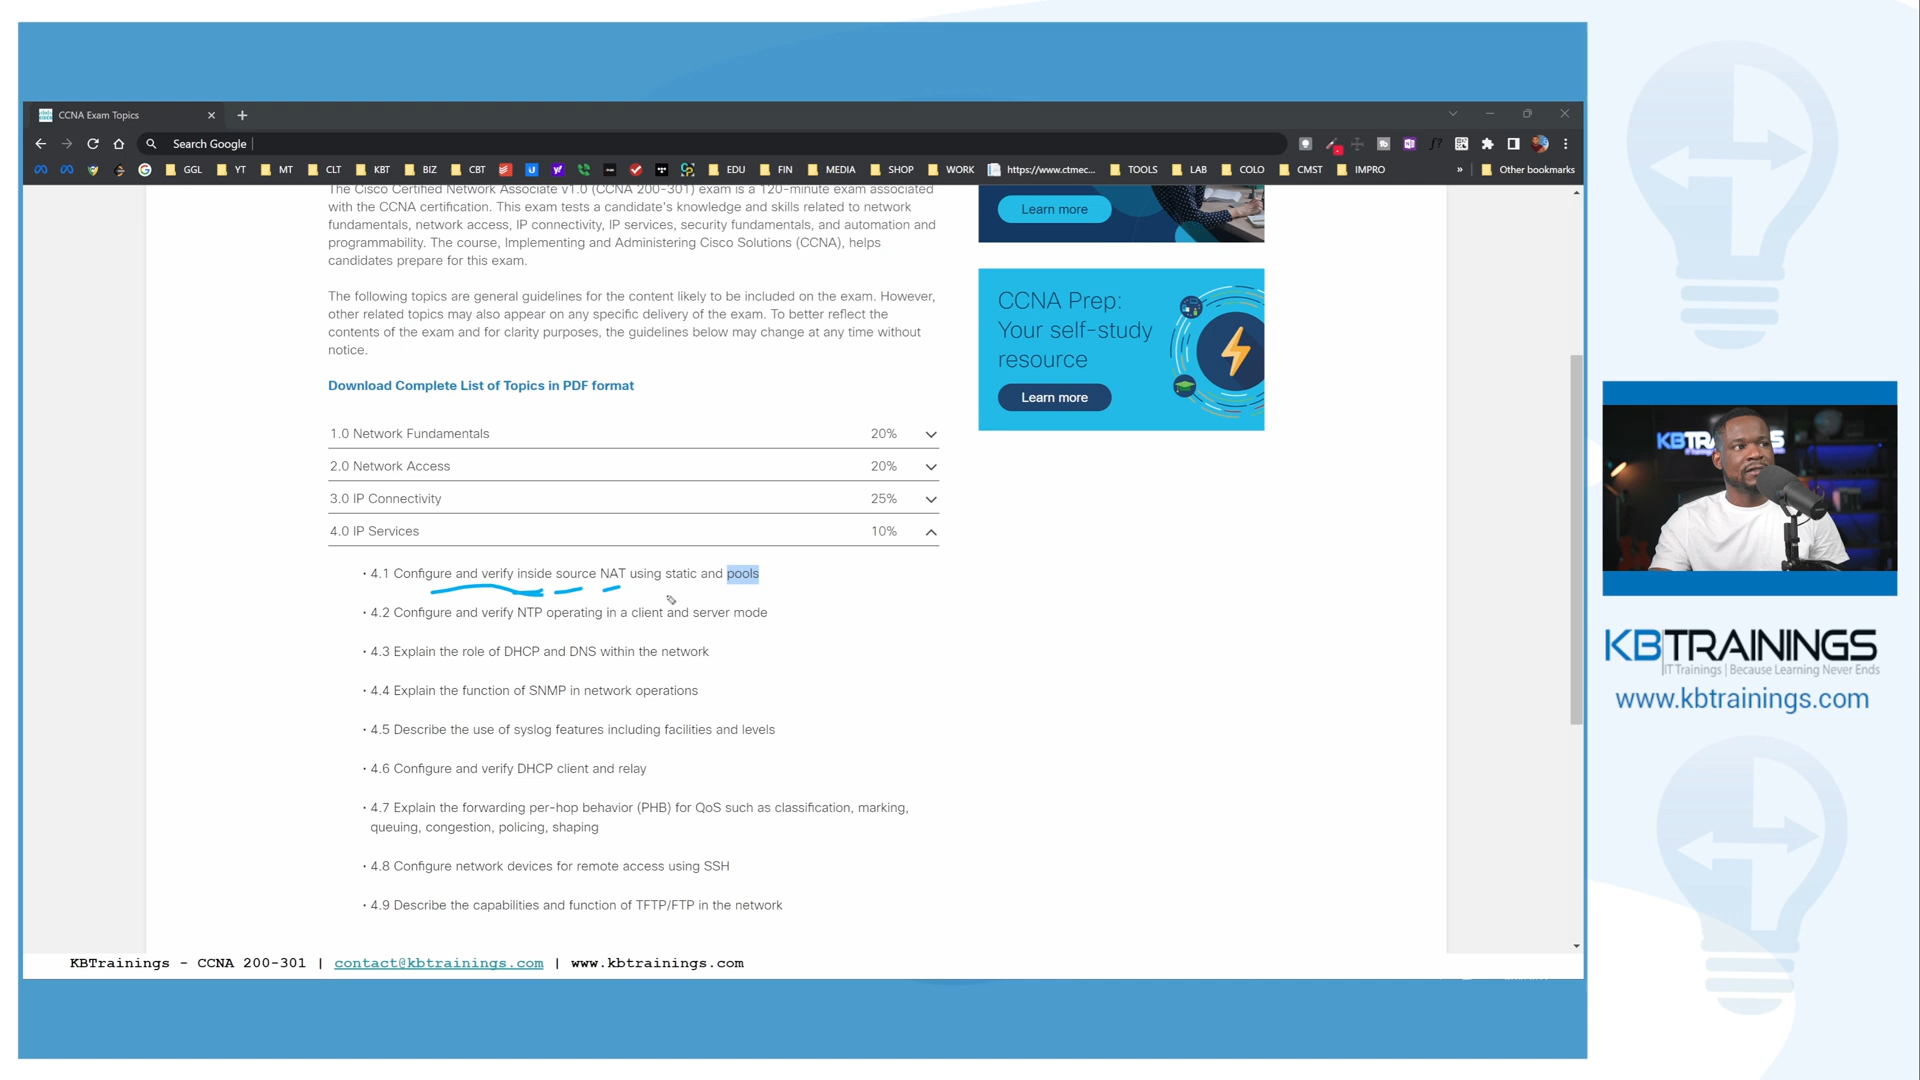 CCNA Exam Topics
Search Google
GGL YT MT CLT KBT BIZ CBT EDU FIN MEDIA SHOP WORK https://www.ctmec... TOOLS LAB COLO CMST IMPRO » Other bookmarks
The Cisco Certified Network Associate v1.0 (CCNA 200-301) exam is a 120-minute exam associated
with the CCNA certification. This exam tests a candidate's knowledge and skills related to network
fundamentals, network access, IP connectivity, IP services, security fundamentals, and automation and
programmability. The course, Implementing and Administering Cisco Solutions (CCNA), helps
candidates prepare for this exam.
The following topics are general guidelines for the content likely to be included on the exam. However,
other related topics may also appear on any specific delivery of the exam. To better reflect the
contents of the exam and for clarity purposes, the guidelines below may change at any time without
notice.
Download Complete List of Topics in PDF format
1.0 Network Fundamentals 20%
2.0 Network Access 20%
3.0 IP Connectivity 25%
4.0 IP Services 10%
• 4.1 Configure and verify inside source NAT using static and pools
• 4.2 Configure and verify NTP operating in a client and server mode
• 4.3 Explain the role of DHCP and DNS within the network
• 4.4 Explain the function of SNMP in network operations
• 4.5 Describe the use of syslog features including facilities and levels
• 4.6 Configure and verify DHCP client and relay
• 4.7 Explain the forwarding per-hop behavior (PHB) for QoS such as classification, marking,
queuing, congestion, policing, shaping
• 4.8 Configure network devices for remote access using SSH
• 4.9 Describe the capabilities and function of TFTP/FTP in the network
Learn more
CCNA Prep:
Your self-study
resource
Learn more
KBTrainings - CCNA 200-301 | contact@kbtrainings.com | www.kbtrainings.com
KBTRAININGS
IT Trainings | Because Learning Never Ends
www.kbtrainings.com